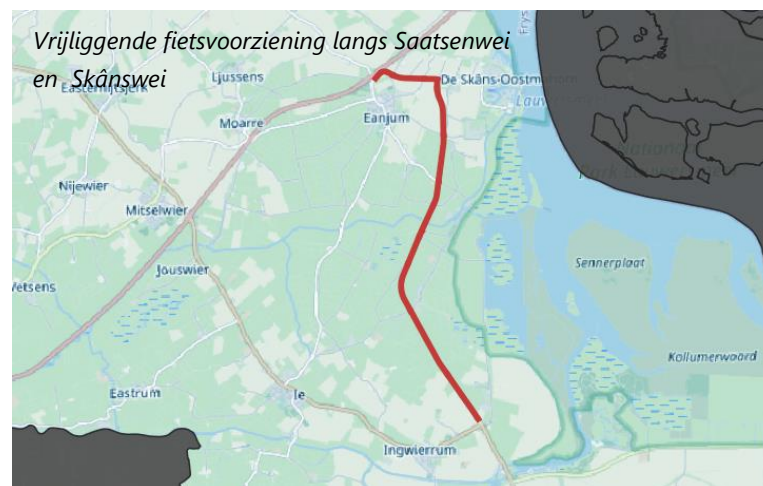 Vrijliggende fietsvoorziening langs Saatsenwei
en Skânswei
Ljussens
De Skâns-Oostmahorn
Moarre
Eanjum
Nijewier
Mitselwier
Jouswier
Sennerplaat
Kollumerwaard
Eastrum
Ie
Ingwierrum